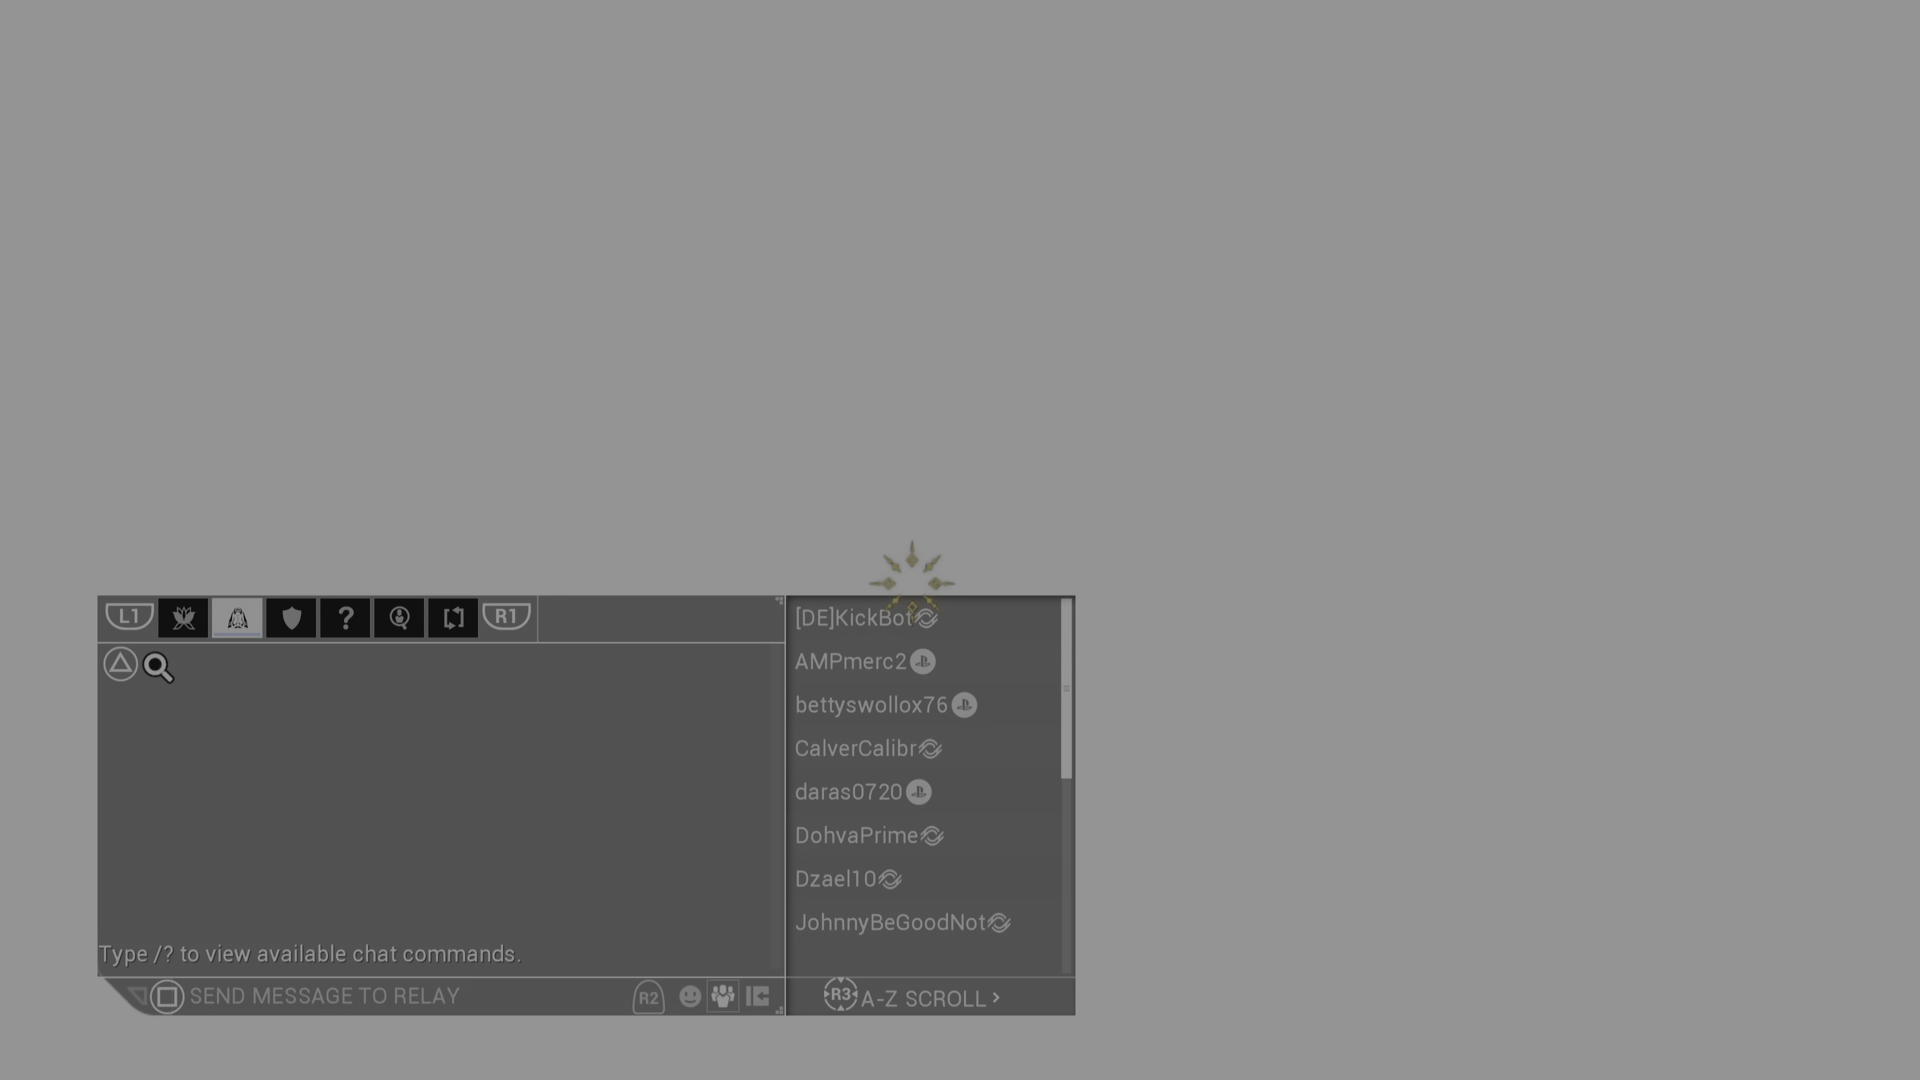 L1 ? R1
[DE]KickBot
AMPmerc2
bettyswollox76
CalverCalibr
daras0720
DohvaPrime
Dzael10
JohnnyBeGoodNot
Type /? to view available chat commands.
SEND MESSAGE TO RELAY R2
R3 A-Z SCROLL >